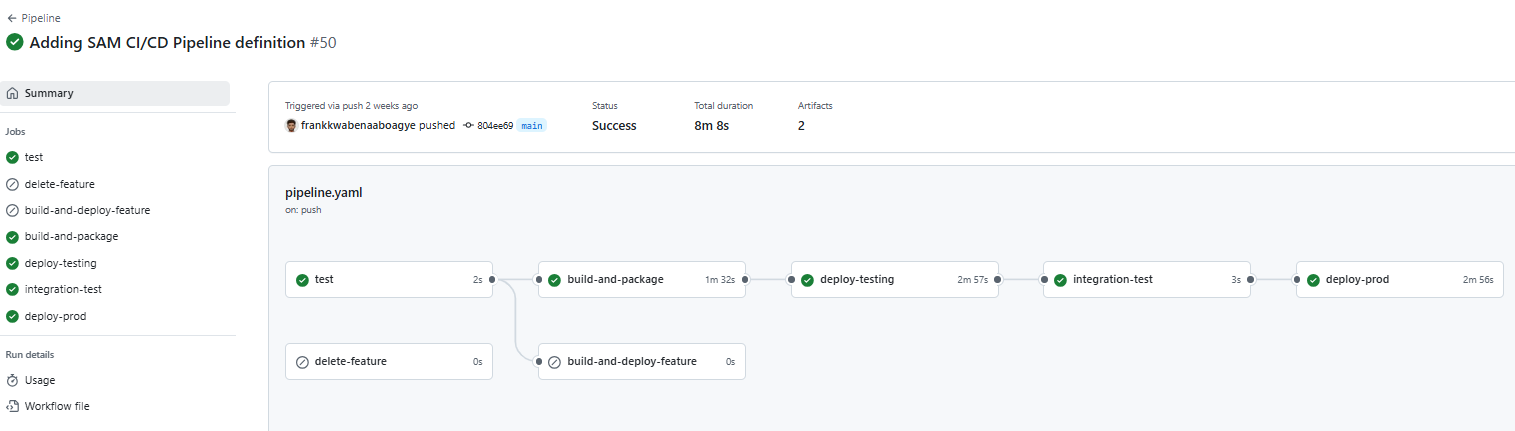 ← Pipeline
Adding SAM CI/CD Pipeline definition #50
Summary
Jobs
test
delete-feature
build-and-deploy-feature
build-and-package
deploy-testing
integration-test
deploy-prod
Run details
Usage
Workflow file
Triggered via push 2 weeks ago
frankkwabenaaboagye pushed 804ee69 main
Status
Success
Total duration
8m 8s
Artifacts
2
pipeline.yaml
on: push
test 2s
build-and-package 1m 32s
deploy-testing 2m 57s
integration-test 3s
deploy-prod 2m 56s
delete-feature 0s
build-and-deploy-feature 0s